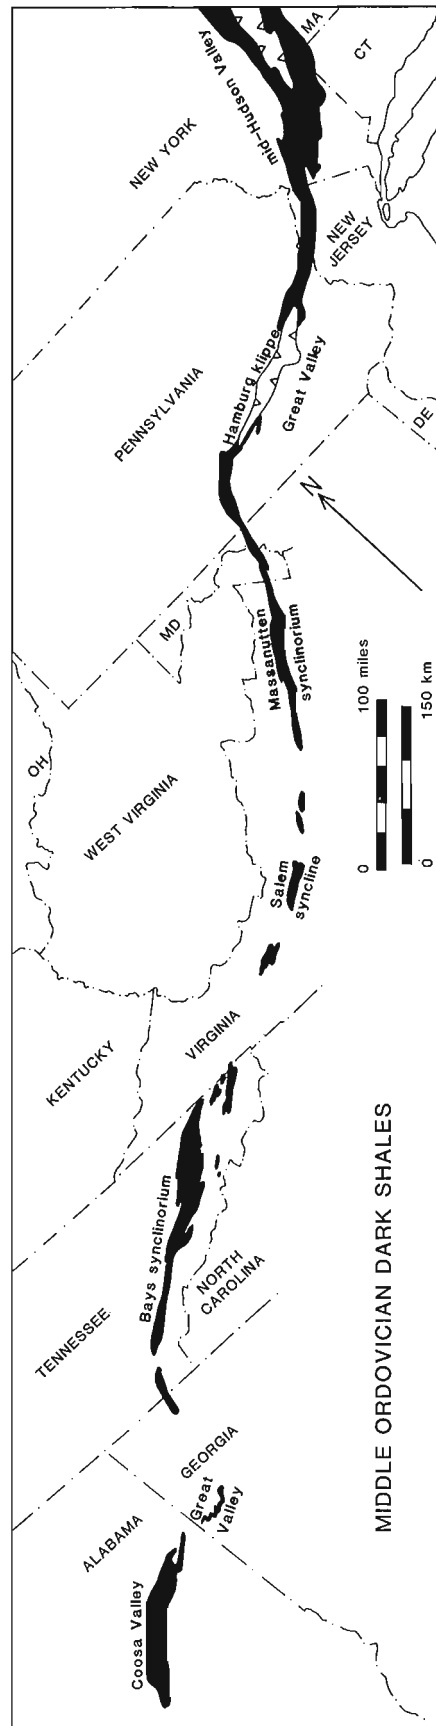 MA
CT
mid-Hudson Valley
NEW YORK
NEW
JERSEY
Hamburg klippe
Great Valley
PENNSYLVANIA
DE
N
MD
Massanutten
synclinorium
OH
WEST VIRGINIA
Salem
syncline
0 100 miles
0 150 km
KENTUCKY
VIRGINIA
Bays synclinorium
NORTH
CAROLINA
TENNESSEE
MIDDLE ORDOVICIAN DARK SHALES
GEORGIA
Great
Valley
ALABAMA
Coosa Valley